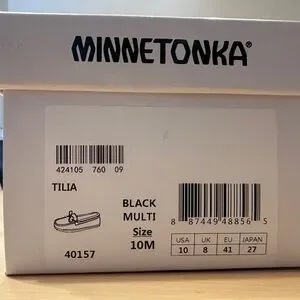 MINNETONKA®
424105 760 09
TILIA
BLACK
MULTI
Size
10M
40157
8 87449 48856 S
USA UK EU JAPAN
10 8 41 27